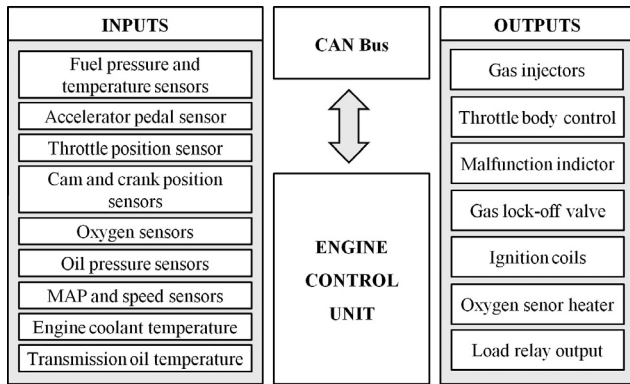 INPUTS
Fuel pressure and
temperature sensors
Accelerator pedal sensor
Throttle position sensor
Cam and crank position
sensors
Oxygen sensors
Oil pressure sensors
MAP and speed sensors
Engine coolant temperature
Transmission oil temperature
CAN Bus
ENGINE
CONTROL
UNIT
OUTPUTS
Gas injectors
Throttle body control
Malfunction indictor
Gas lock-off valve
Ignition coils
Oxygen senor heater
Load relay output